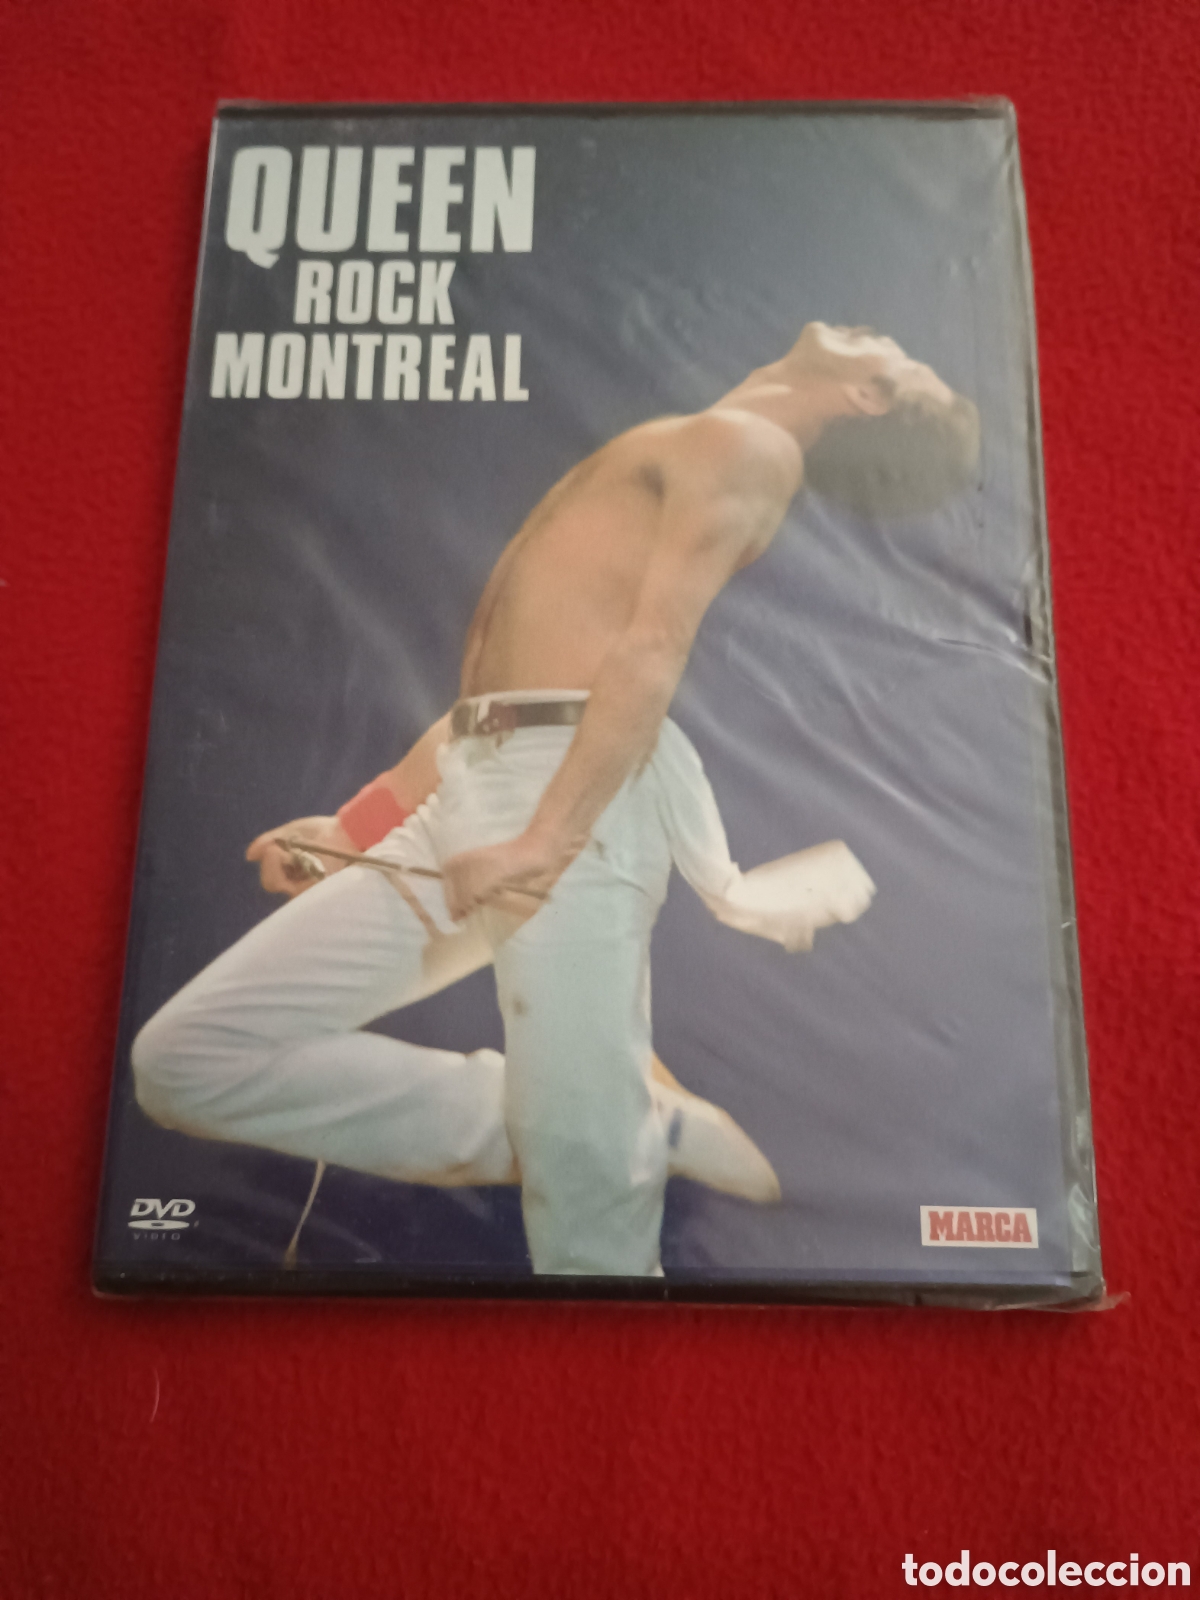 QUEEN
ROCK
MONTREAL
DVD
VIDEO
MARCA
todocoleccion